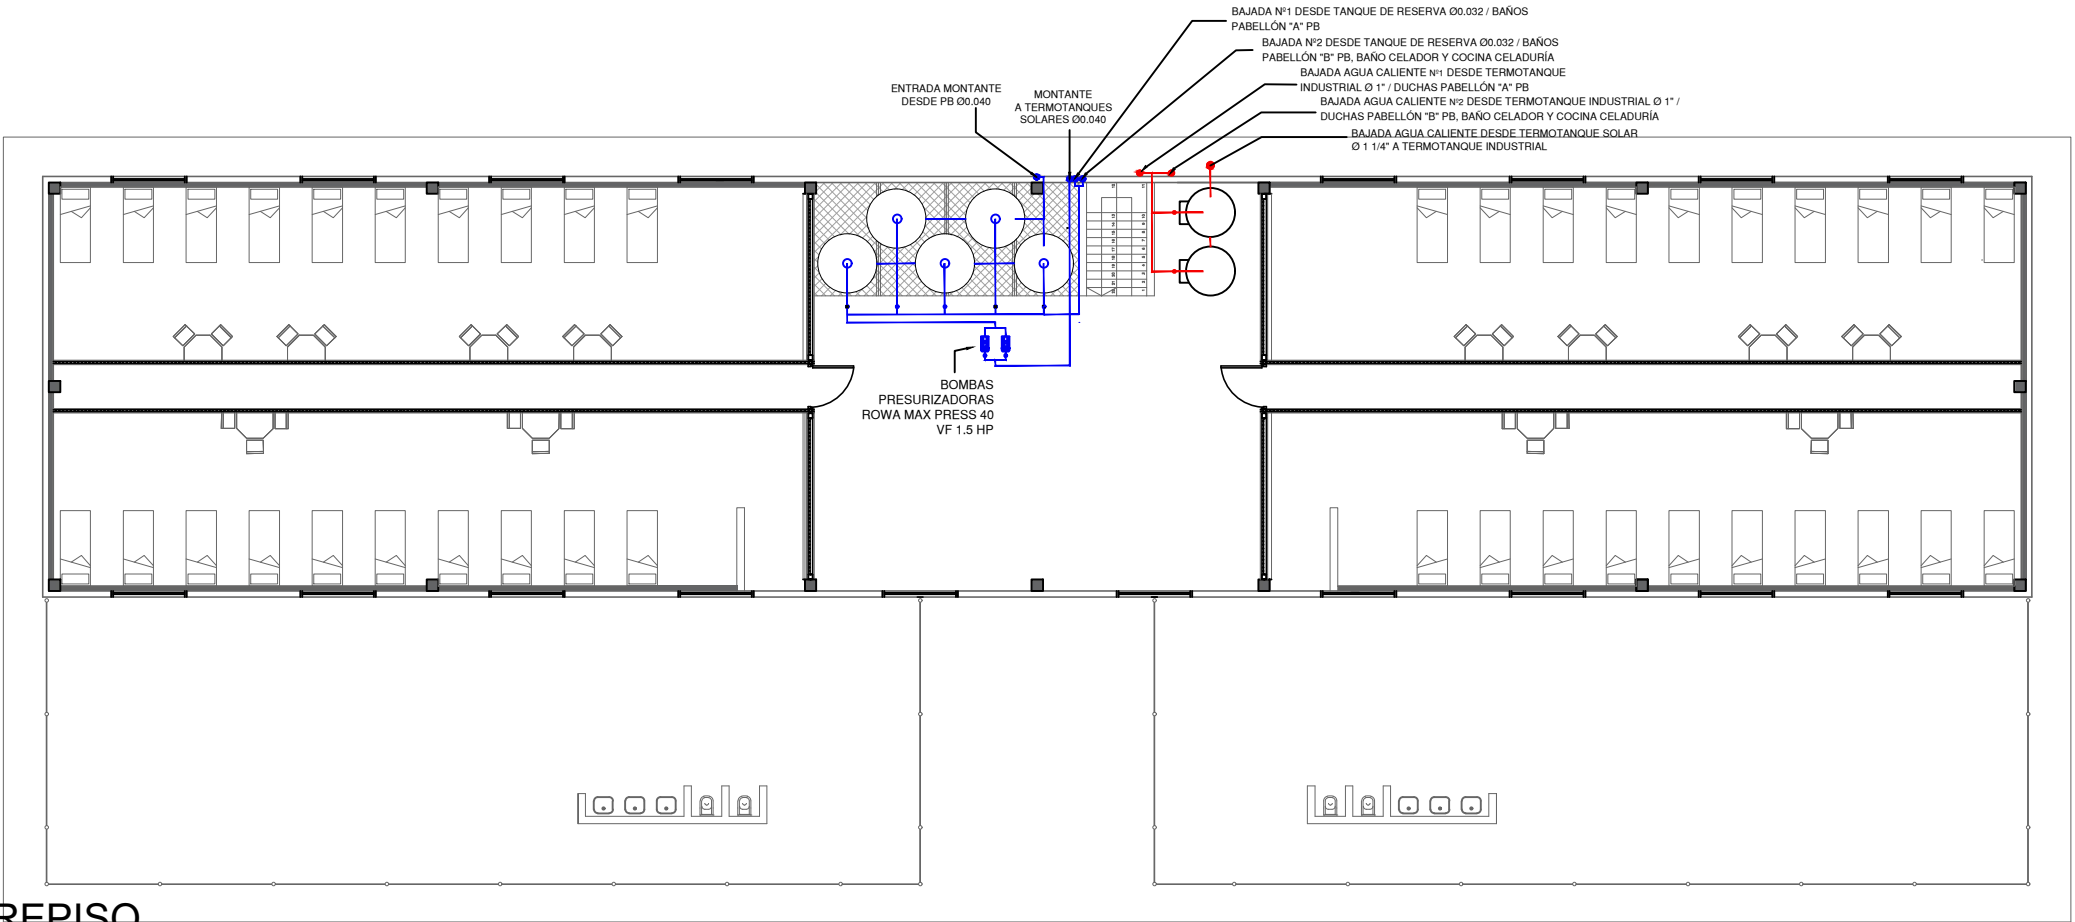 BAJADA Nº1 DESDE TANQUE DE RESERVA Ø0.032 / BAÑOS
PABELLÓN "A" PB
BAJADA Nº2 DESDE TANQUE DE RESERVA Ø0.032 / BAÑOS
PABELLÓN "B" PB, BAÑO CELADOR Y COCINA CELADURÍA
BAJADA AGUA CALIENTE Nº1 DESDE TERMOTANQUE
INDUSTRIAL Ø 1" / DUCHAS PABELLÓN "A" PB
BAJADA AGUA CALIENTE Nº2 DESDE TERMOTANQUE INDUSTRIAL Ø 1" /
DUCHAS PABELLÓN "B" PB, BAÑO CELADOR Y COCINA CELADURÍA
BAJADA AGUA CALIENTE DESDE TERMOTANQUE SOLAR
Ø 1 1/4" A TERMOTANQUE INDUSTRIAL
ENTRADA MONTANTE
DESDE PB Ø0.040
MONTANTE
A TERMOTANQUES
SOLARES Ø0.040
BOMBAS
PRESURIZADORAS
ROWA MAX PRESS 40
VF 1.5 HP
REPISO